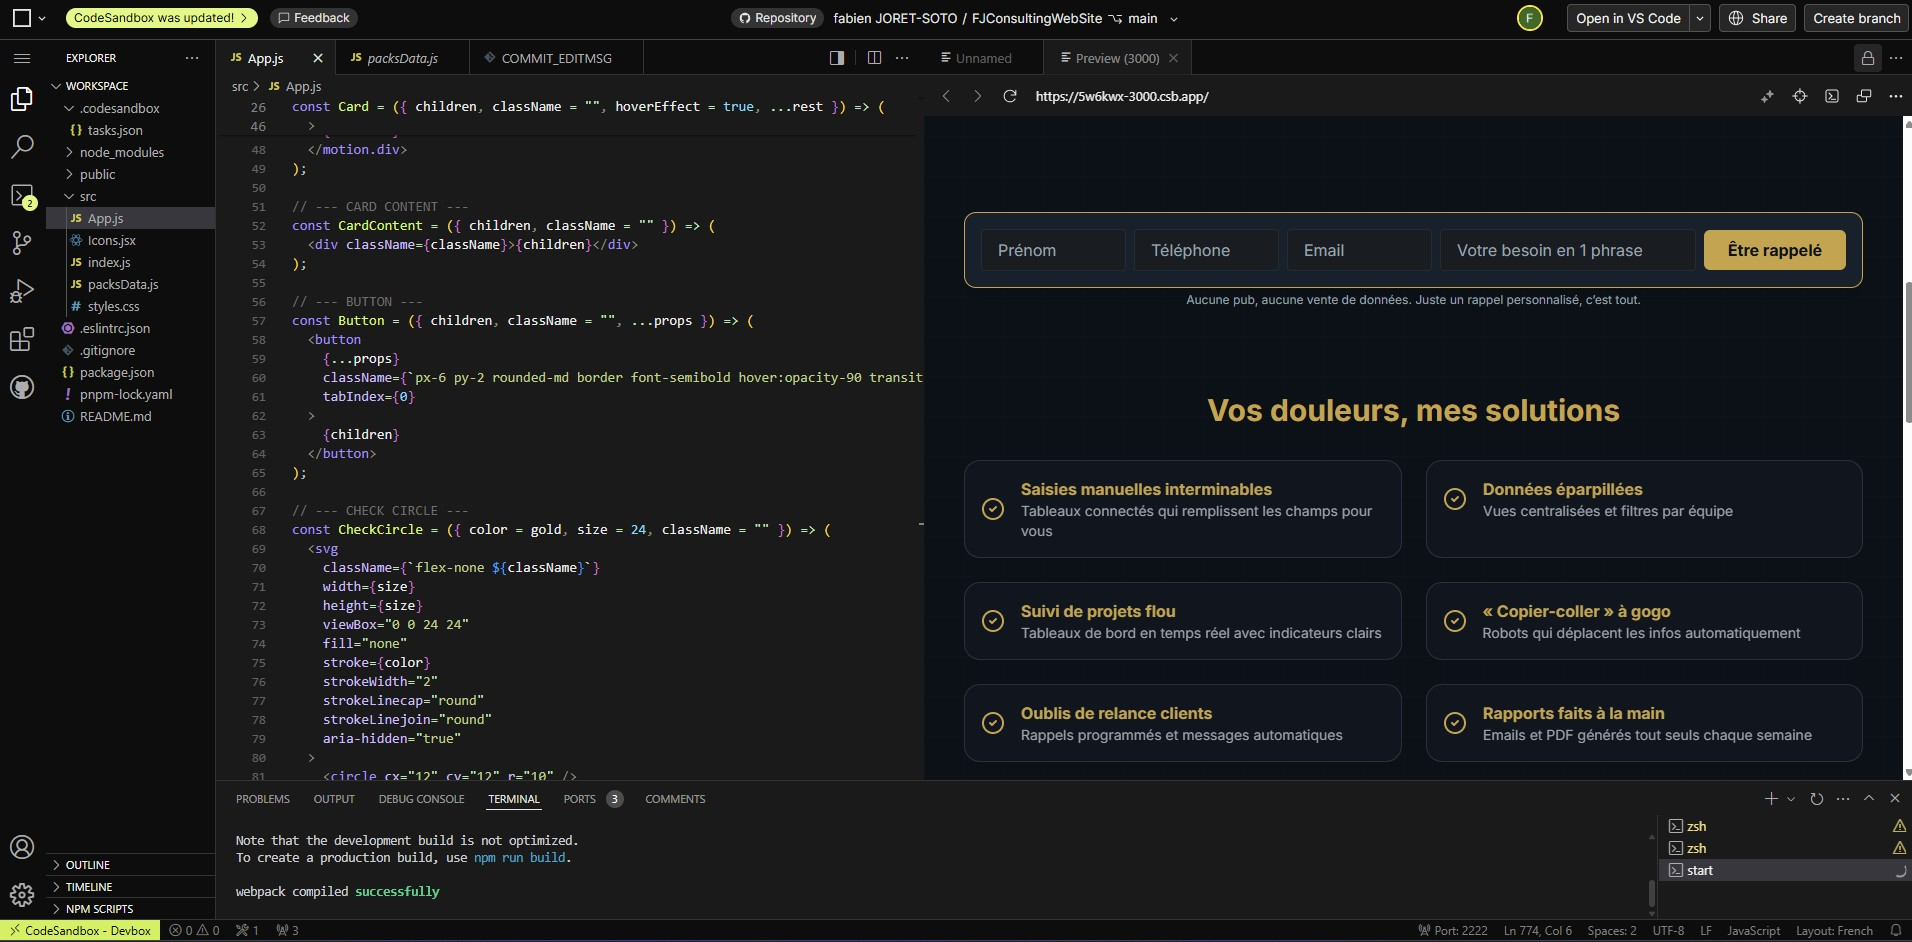 CodeSandbox was updated!
Feedback
Repository
fabien JORET-SOTO / FJConsultingWebSite
main
F
Open in VS Code
Share
Create branch
EXPLORER
JS App.js
JS packsData.js
COMMIT_EDITMSG
Unnamed
Preview (3000)
src > JS App.js
https://5w6kwx-3000.csb.app/
WORKSPACE
.codesandbox
{} tasks.json
node_modules
public
src
JS App.js
Icons.jsx
JS index.js
JS packsData.js
# styles.css
.eslintrc.json
.gitignore
{} package.json
! pnpm-lock.yaml
README.md
2
OUTLINE
TIMELINE
NPM SCRIPTS
26 const Card = ({ children, className = "", hoverEffect = true, ...rest }) => (
46 >
48 </motion.div>
49 );
50
51 // --- CARD CONTENT ---
52 const CardContent = ({ children, className = "" }) => (
53 <div className={className}>{children}</div>
54 );
55
56 // --- BUTTON ---
57 const Button = ({ children, className = "", ...props }) => (
58 <button
59 {...props}
60 className={`px-6 py-2 rounded-md border font-semibold hover:opacity-90 transit
61 tabIndex={0}
62 >
63 {children}
64 </button>
65 );
66
67 // --- CHECK CIRCLE ---
68 const CheckCircle = ({ color = gold, size = 24, className = "" }) => (
69 <svg
70 className={`flex-none ${className}`}
71 width={size}
72 height={size}
73 viewBox="0 0 24 24"
74 fill="none"
75 stroke={color}
76 strokeWidth="2"
77 strokeLinecap="round"
78 strokeLinejoin="round"
79 aria-hidden="true"
80 >
81 <circle cx="12" cy="12" r="10" />
Prénom
Téléphone
Email
Votre besoin en 1 phrase
Être rappelé
Aucune pub, aucune vente de données. Juste un rappel personnalisé, c’est tout.
Vos douleurs, mes solutions
Saisies manuelles interminables
Tableaux connectés qui remplissent les champs pour
vous
Données éparpillées
Vues centralisées et filtres par équipe
Suivi de projets flou
Tableaux de bord en temps réel avec indicateurs clairs
« Copier-coller » à gogo
Robots qui déplacent les infos automatiquement
Oublis de relance clients
Rappels programmés et messages automatiques
Rapports faits à la main
Emails et PDF générés tout seuls chaque semaine
PROBLEMS
OUTPUT
DEBUG CONSOLE
TERMINAL
PORTS 3
COMMENTS
Note that the development build is not optimized.
To create a production build, use npm run build.
webpack compiled successfully
zsh
zsh
start
CodeSandbox - Devbox
0 0
1
3
Port: 2222
Ln 774, Col 6
Spaces: 2
UTF-8
LF
JavaScript
Layout: French